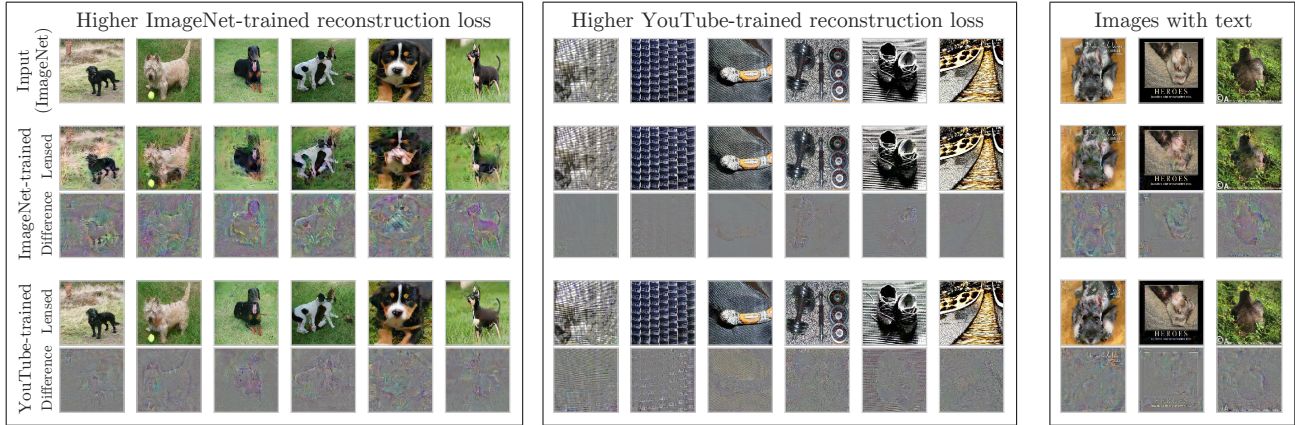 Higher ImageNet-trained reconstruction loss
Higher YouTube-trained reconstruction loss
Images with text
Input
(ImageNet)
HEROES
©A
ImageNet-trained
Lensed
HEROES
©A
Difference
YouTube-trained
Lensed
HEROES
©A
Difference